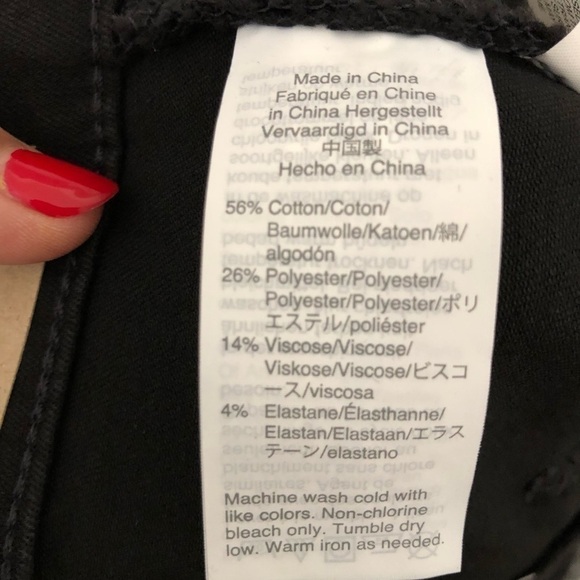 Made in China
Fabriqué en Chine
in China Hergestellt
Vervaardigd in China
中国製
Hecho en China
56% Cotton/Coton/
Baumwolle/Katoen/綿/
algodón
26% Polyester/Polyester/
Polyester/Polyester/ポリ
エステル/poliéster
14% Viscose/Viscose/
Viskose/Viscose/ビスコ
ース/viscosa
4% Elastane/Élasthanne/
Elastan/Elastaan/エラス
テーン/elastano
Machine wash cold with
like colors. Non-chlorine
bleach only. Tumble dry
low. Warm iron as needed.